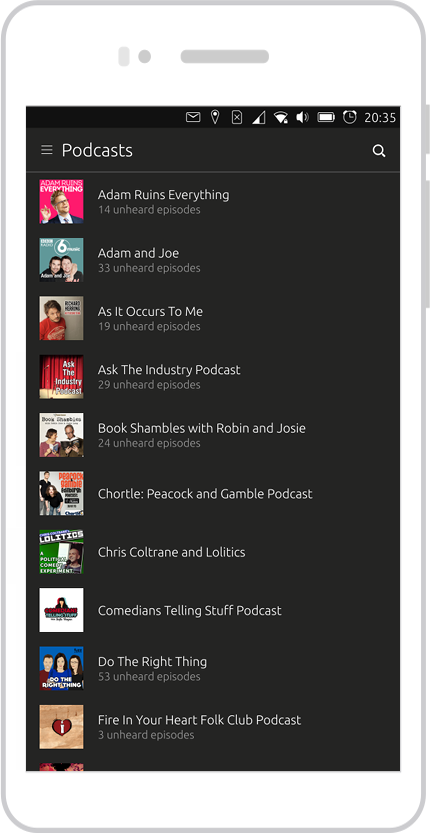 20:35
Podcasts
ADAM RUINS
EVERYTHING
Adam Ruins Everything
14 unheard episodes
BBC
RADIO
6 music
Adam and Joe
Adam and Joe
33 unheard episodes
RICHARD
HERRING
As It Occurs To Me
19 unheard episodes
Ask
The
Industry
Podcast
Ask The Industry Podcast
29 unheard episodes
Book Shambles
Book Shambles with Robin and Josie
24 unheard episodes
PEACOCK
GAMBLE
Chortle: Peacock and Gamble Podcast
LOLITICS
A
POLITICAL
COMEDY
EXPERIMENT
Chris Coltrane and Lolitics
COMEDIANS
TELLING STUFF
Comedians Telling Stuff Podcast
DO THE
RIGHT THING
Do The Right Thing
53 unheard episodes
i
Fire In Your Heart Folk Club Podcast
3 unheard episodes